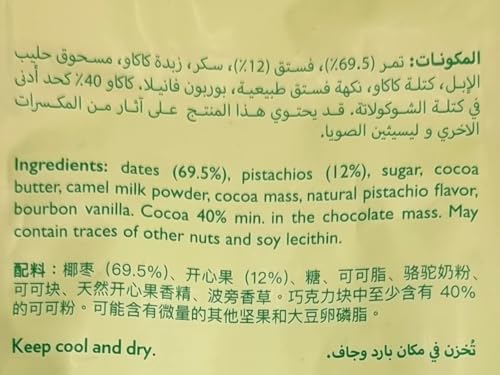 المكونات: تمر (69.5٪)، فستق (12٪)، سكر، زبدة كاكاو، مسحوق حليب
الإبل، كتلة كاكاو، نكهة فستق طبيعية، بوربون فانيلا. كاكاو 40٪ كحد أدنى
في كتلة الشوكولاتة. قد يحتوي هذا المنتج على آثار من المكسرات
الاخري و ليسيثين الصويا.
Ingredients: dates (69.5%), pistachios (12%), sugar, cocoa
butter, camel milk powder, cocoa mass, natural pistachio flavor,
bourbon vanilla. Cocoa 40% min. in the chocolate mass. May
contain traces of other nuts and soy lecithin.
配料：椰枣 (69.5%)、开心果 (12%)、糖、可可脂、骆驼奶粉、
可可块、天然开心果香精、波旁香草。巧克力块中至少含有 40%
的可可粉。可能含有微量的其他坚果和大豆卵磷脂。
Keep cool and dry.
تُخزن في مكان بارد وجاف.